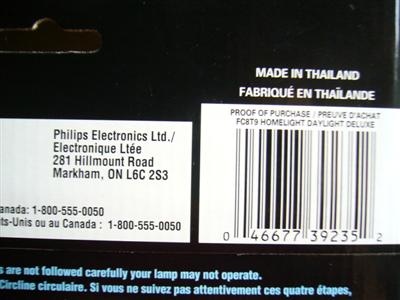 MADE IN THAILAND
FABRIQUÉ EN THAÏLANDE
PROOF OF PURCHASE / PREUVE D'ACHAT
FC8T9 HOMELIGHT DAYLIGHT DELUXE
0 46677 39235 2
Philips Electronics Ltd./
Electronique Ltée
281 Hillmount Road
Markham, ON L6C 2S3
anada: 1-800-555-0050
ts-Unis ou au Canada : 1-800-555-0050
s are not followed carefully your lamp may not operate.
Circline circulaire. Si vous ne suivez pas attentivement ces quatre étapes,